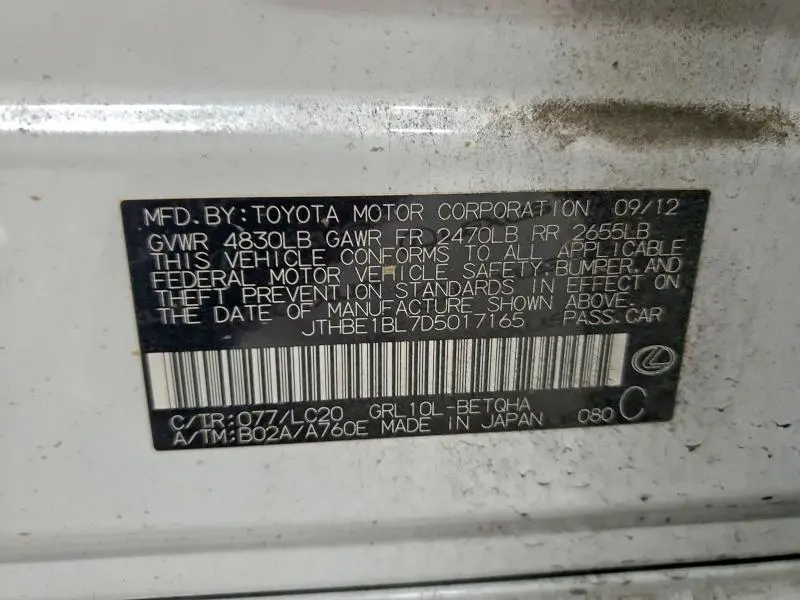 MFD.BY:TOYOTA MOTOR CORPORATION 09/12
GVWR 4830LB GAWR FR 2470LB RR 2655LB
THIS VEHICLE CONFORMS TO ALL APPLICABLE
FEDERAL MOTOR VEHICLE SAFETY,BUMPER,AND
THEFT PREVENTION STANDARDS IN EFFECT ON
THE DATE OF MANUFACTURE SHOWN ABOVE.
JTHBE1BL7D5017165 PASS.CAR
C/TR:077/LC20 GRL10L-BETQHA
A/TM:B02A/A760E MADE IN JAPAN 080 C